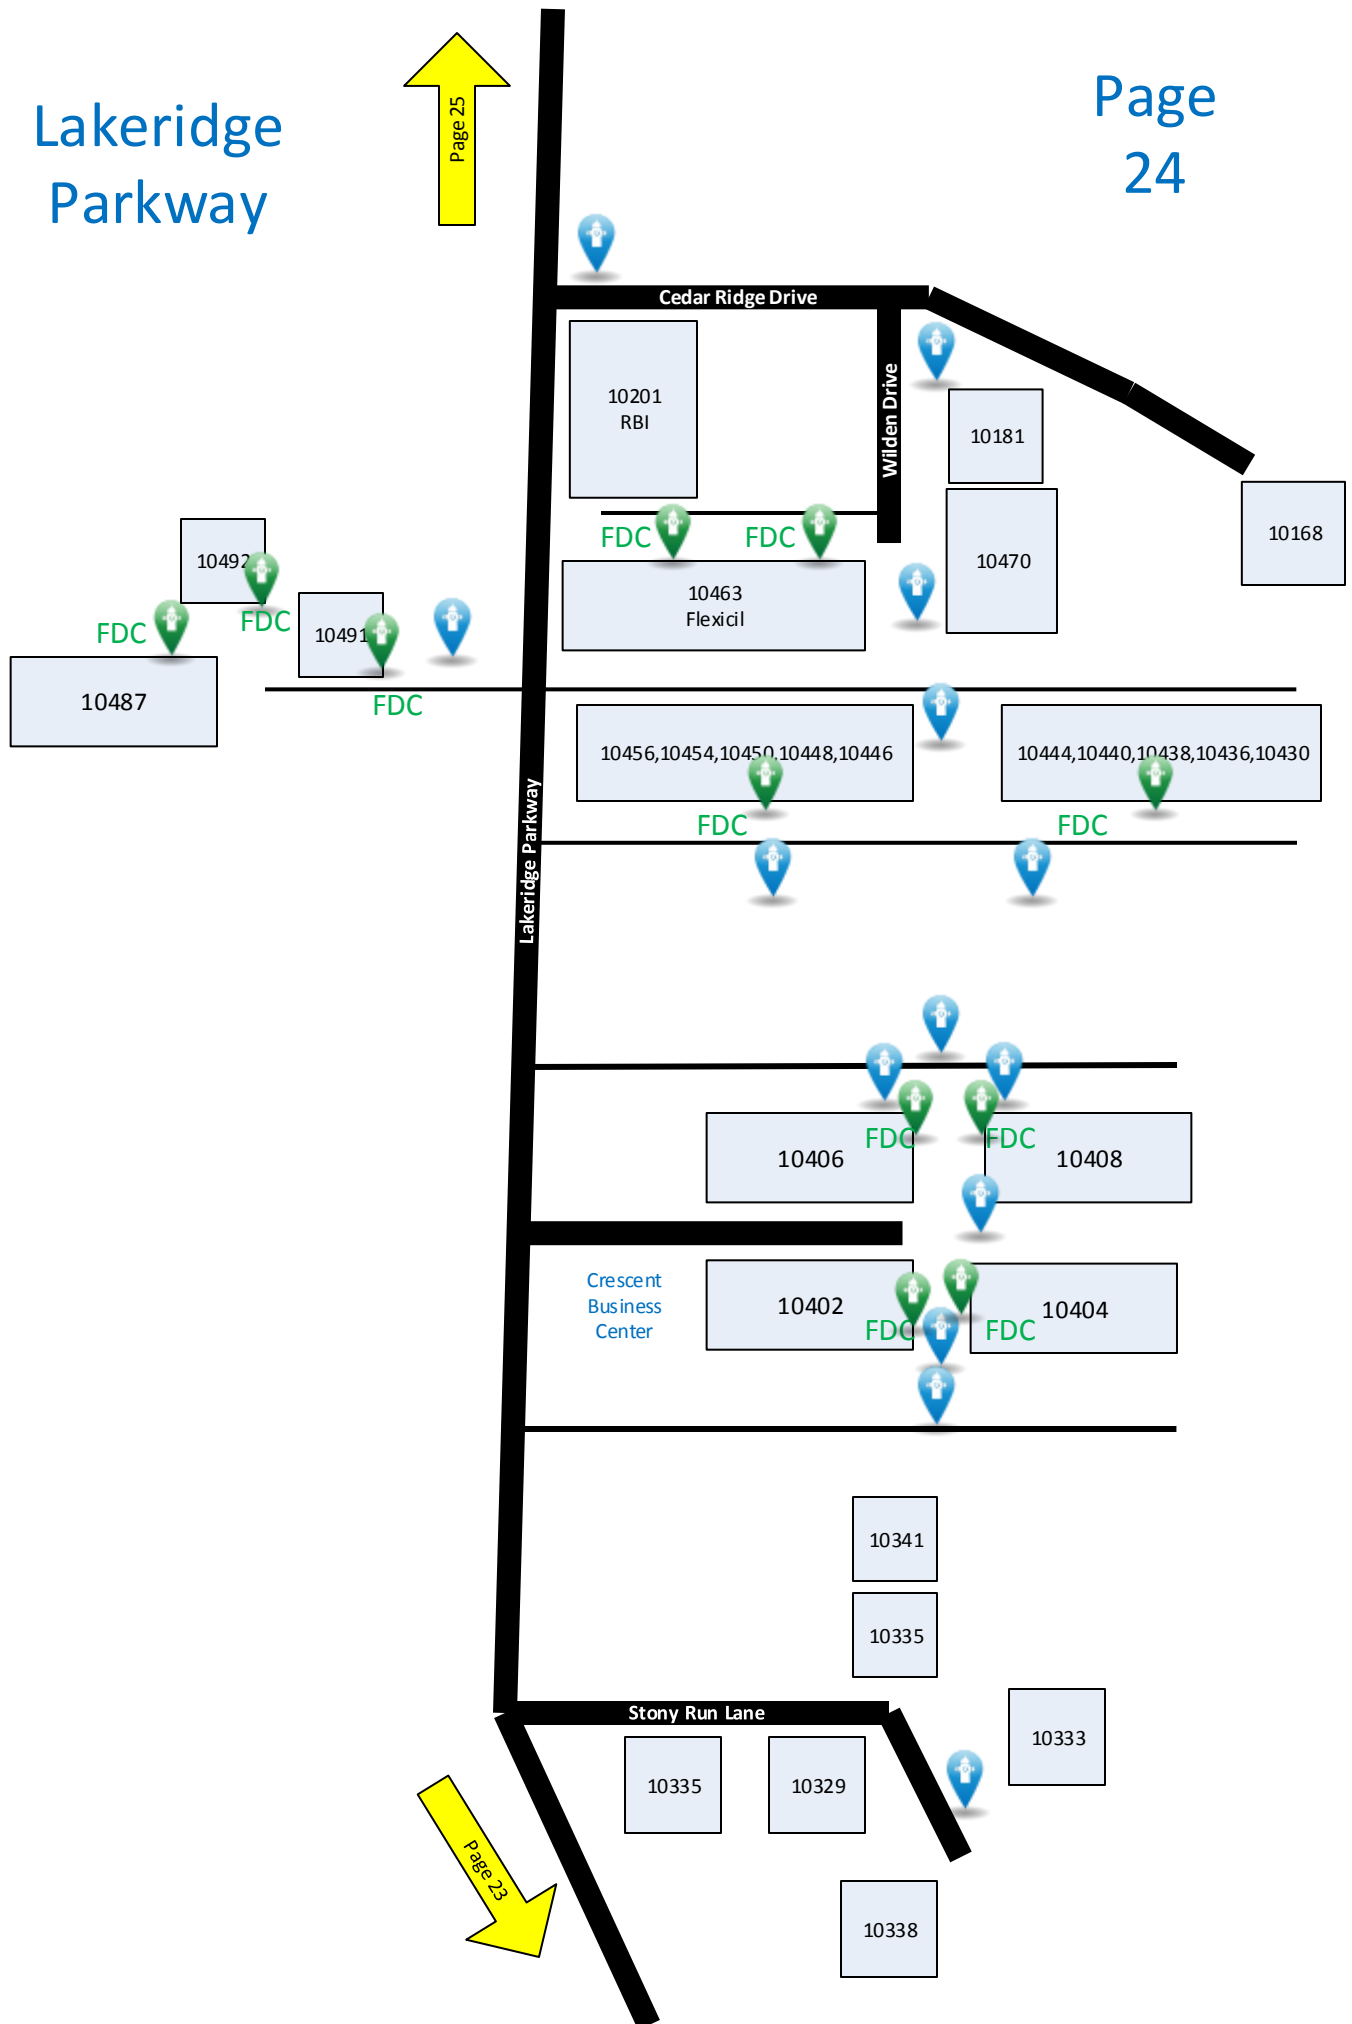 Lakeridge
Parkway
Page 25
Page
24
Cedar Ridge Drive
10201
RBI
Wilden Drive
10181
10168
10470
FDC
FDC
10463
Flexicil
10492
FDC
10491
FDC
FDC
10487
10456,10454,10450,10448,10446
10444,10440,10438,10436,10430
FDC
FDC
Lakeridge Parkway
10406
FDC
FDC
10408
Crescent
Business
Center
10402
FDC
FDC
10404
10341
10335
Stony Run Lane
10333
10335
10329
Page 23
10338